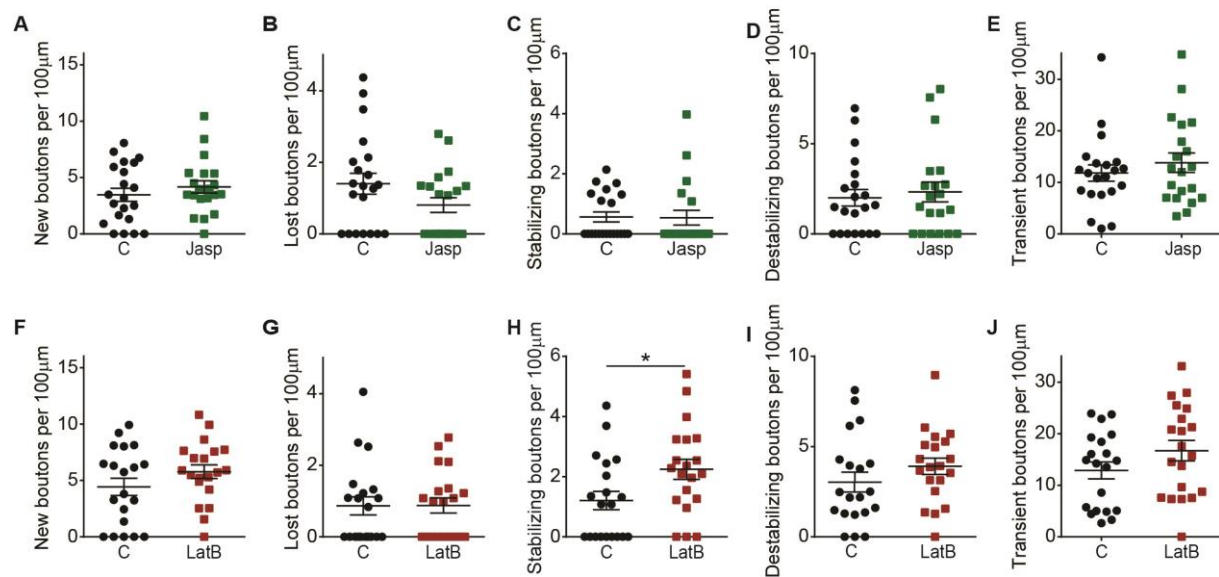 A
New boutons per 100μm
15
10
5
0
C
Jasp
B
Lost boutons per 100μm
4
2
0
C
Jasp
C
Stabilizing boutons per 100μm
6
4
2
0
C
Jasp
D
Destabilizing boutons per 100μm
10
5
0
C
Jasp
E
Transient boutons per 100μm
30
20
10
0
C
Jasp
F
New boutons per 100μm
15
10
5
0
C
LatB
G
Lost boutons per 100μm
4
2
0
C
LatB
H
Stabilizing boutons per 100μm
6
4
2
0
*
C
LatB
I
Destabilizing boutons per 100μm
10
5
0
C
LatB
J
Transient boutons per 100μm
30
20
10
0
C
LatB